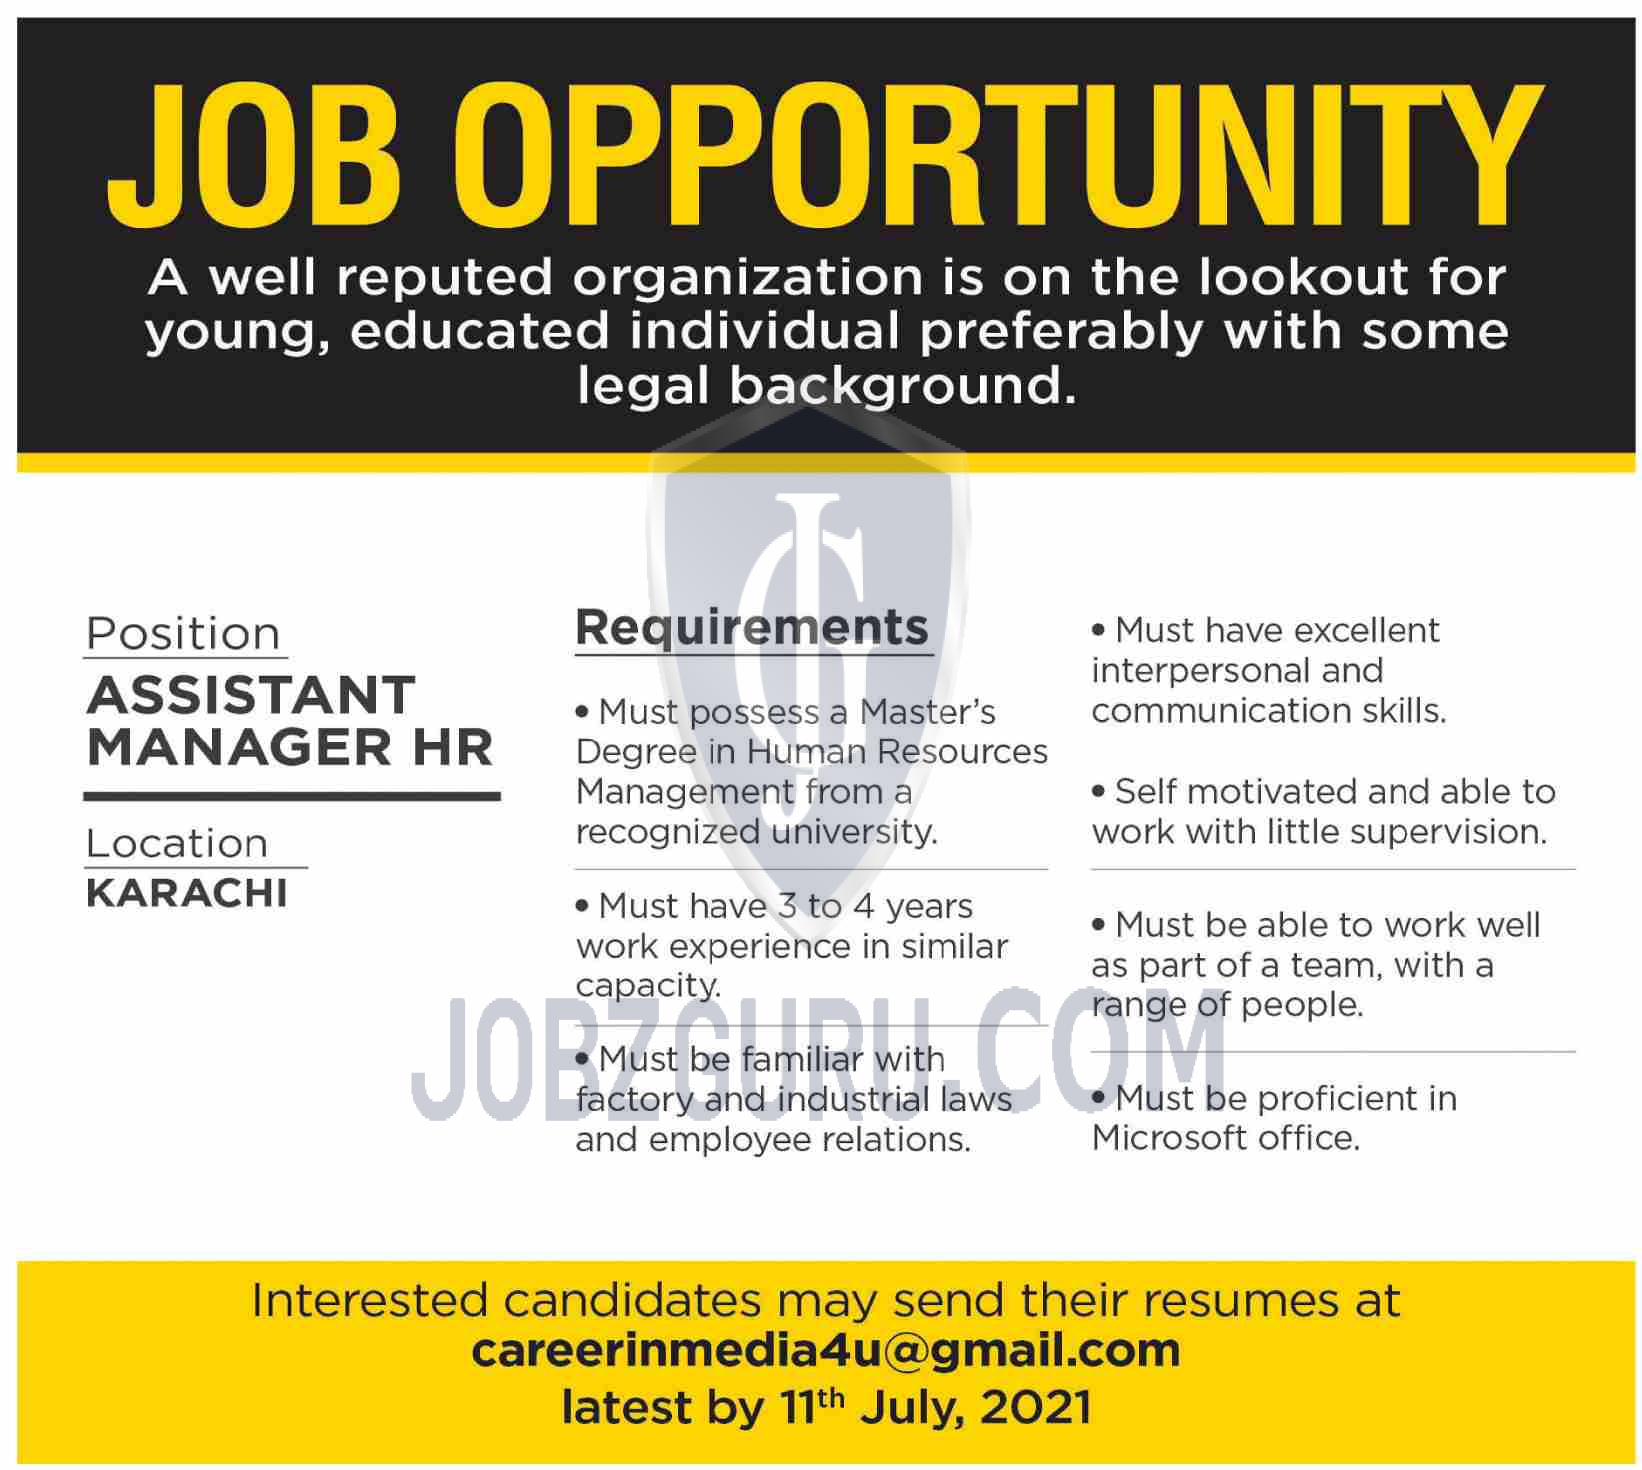 JOB OPPORTUNITY
A well reputed organization is on the lookout for
young, educated individual preferably with some
legal background.
Position
ASSISTANT
MANAGER HR
Location
KARACHI
Requirements
• Must possess a Master's
Degree in Human Resources
Management from a
recognized university.
• Must have 3 to 4 years
work experience in similar
capacity.
• Must be familiar with
factory and industrial laws
and employee relations.
• Must have excellent
interpersonal and
communication skills.
• Self motivated and able to
work with little supervision.
• Must be able to work well
as part of a team, with a
range of people.
• Must be proficient in
Microsoft office.
JG
JOBZGURU.COM
Interested candidates may send their resumes at
careerinmedia4u@gmail.com
latest by 11th July, 2021